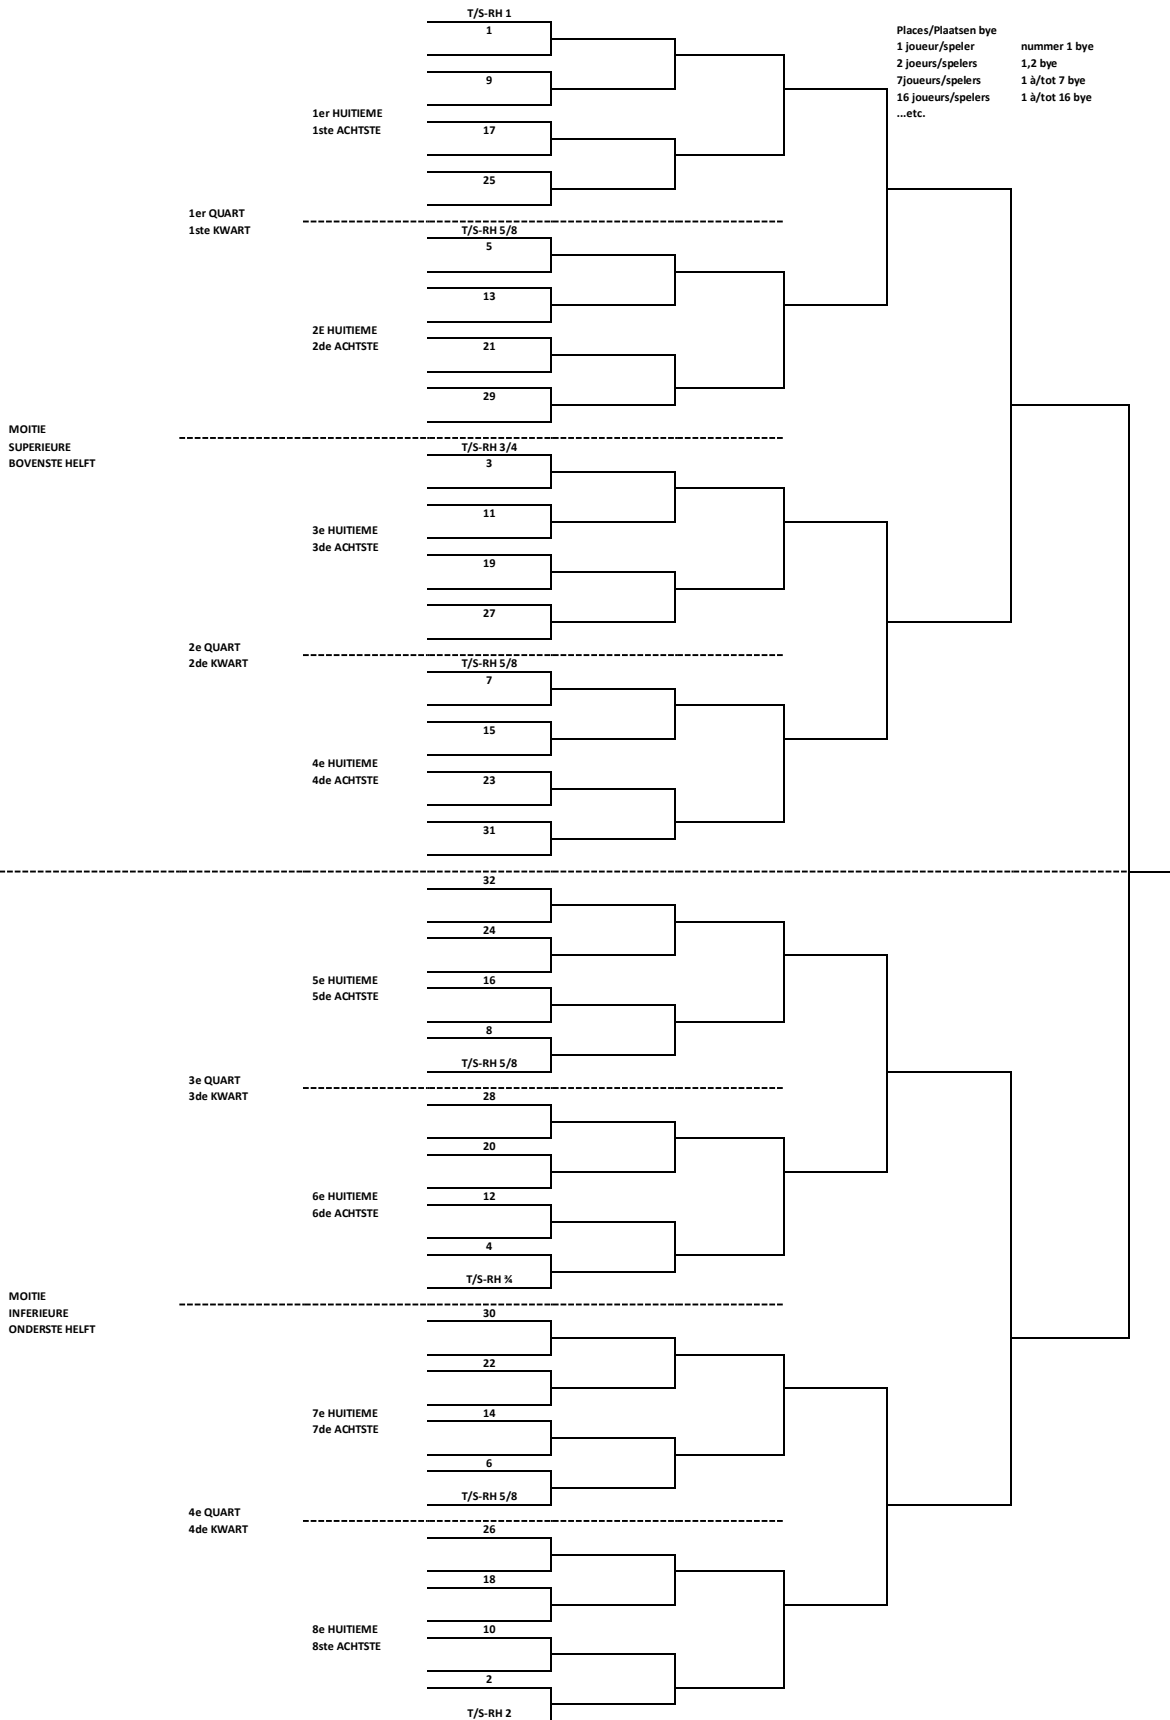 T/S-RH 1
1
Places/Plaatsen bye
1 joueur/speler nummer 1 bye
2 joeurs/spelers 1,2 bye
7joueurs/spelers 1 à/tot 7 bye
16 joueurs/spelers 1 à/tot 16 bye
...etc.
9
1er HUITIEME
1ste ACHTSTE
17
25
1er QUART
1ste KWART
T/S-RH 5/8
5
13
2E HUITIEME
2de ACHTSTE
21
29
MOITIE
SUPERIEURE
BOVENSTE HELFT
T/S-RH 3/4
3
11
3e HUITIEME
3de ACHTSTE
19
27
2e QUART
2de KWART
T/S-RH 5/8
7
15
4e HUITIEME
4de ACHTSTE
23
31
32
24
5e HUITIEME
5de ACHTSTE
16
8
T/S-RH 5/8
3e QUART
3de KWART
28
20
6e HUITIEME
6de ACHTSTE
12
4
T/S-RH ¾
MOITIE
INFERIEURE
ONDERSTE HELFT
30
22
7e HUITIEME
7de ACHTSTE
14
6
T/S-RH 5/8
4e QUART
4de KWART
26
18
8e HUITIEME
8ste ACHTSTE
10
2
T/S-RH 2